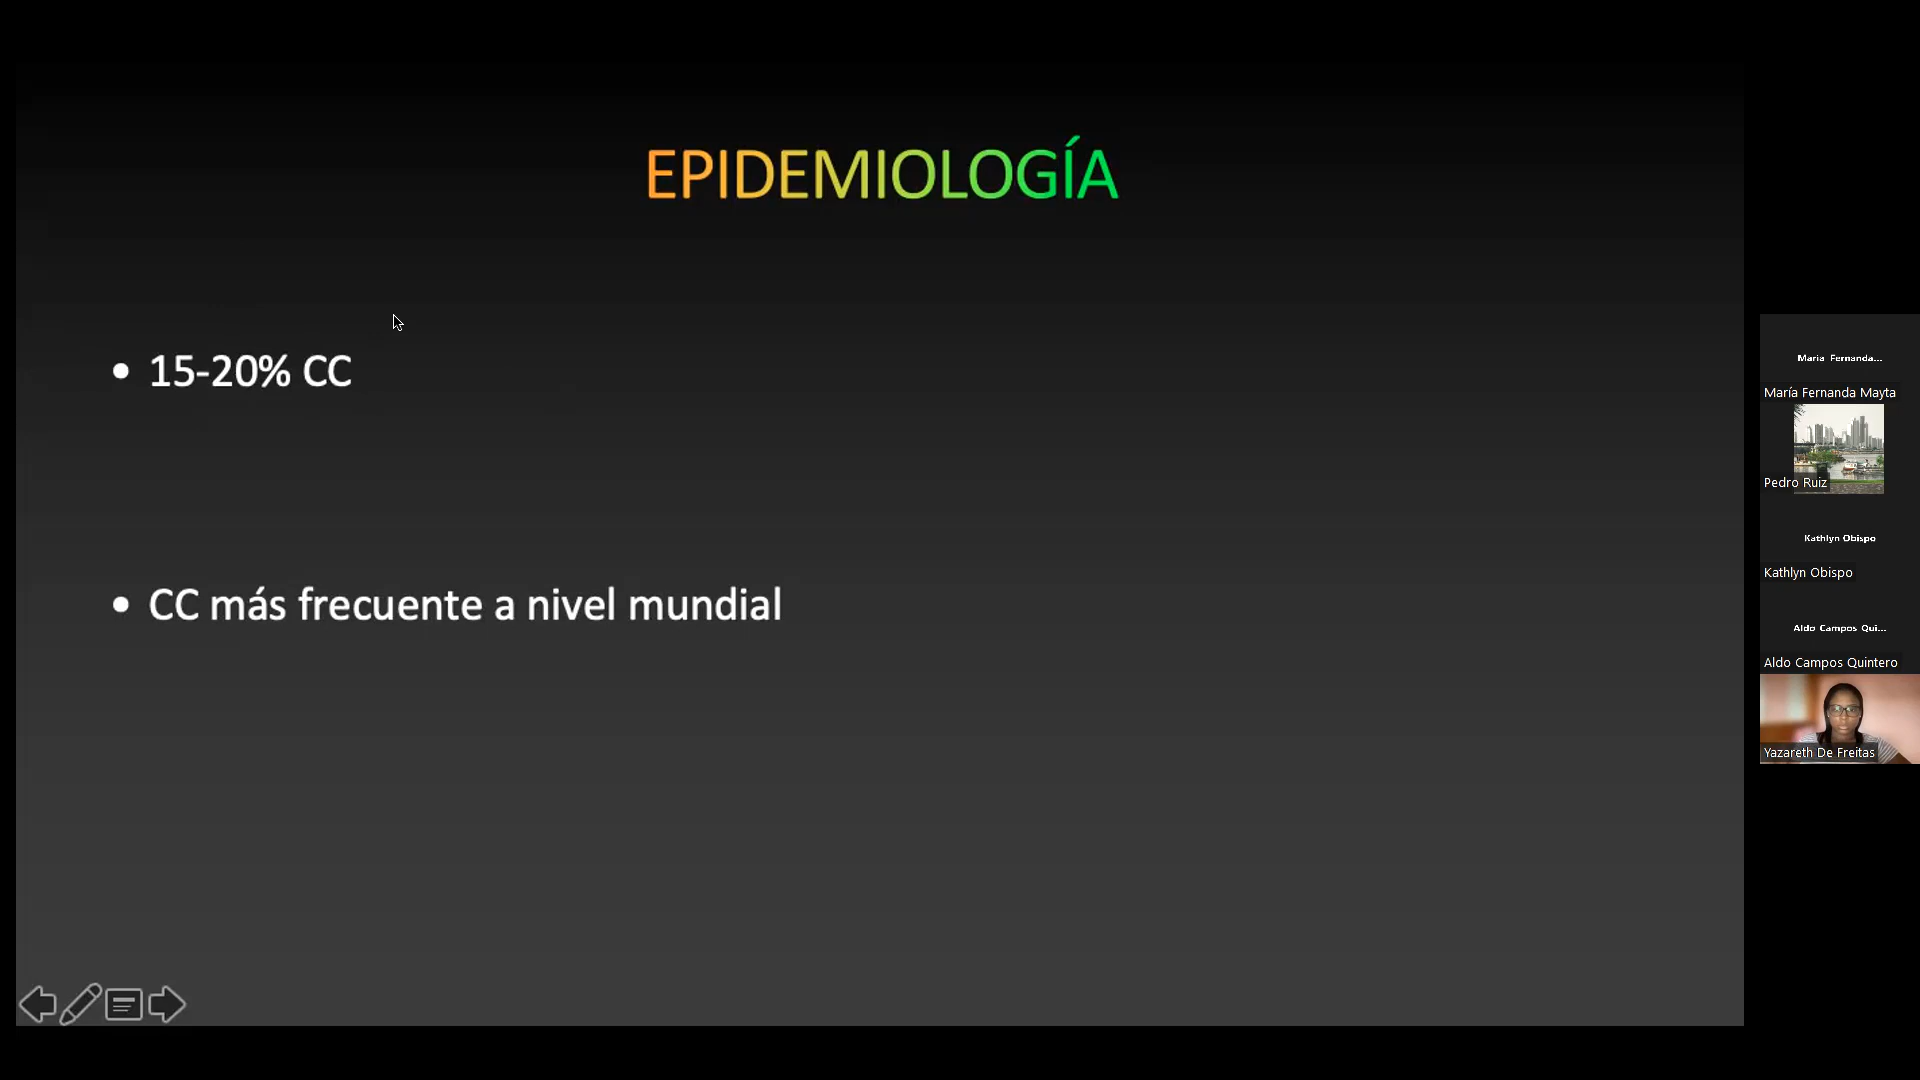 EPIDEMIOLOGÍA
• 15-20% CC
• CC más frecuente a nivel mundial
Maria Fernanda...
María Fernanda Mayta
Pedro Ruiz
Kathlyn Obispo
Kathlyn Obispo
Aldo Campos Qui...
Aldo Campos Quintero
Yazareth De Freitas